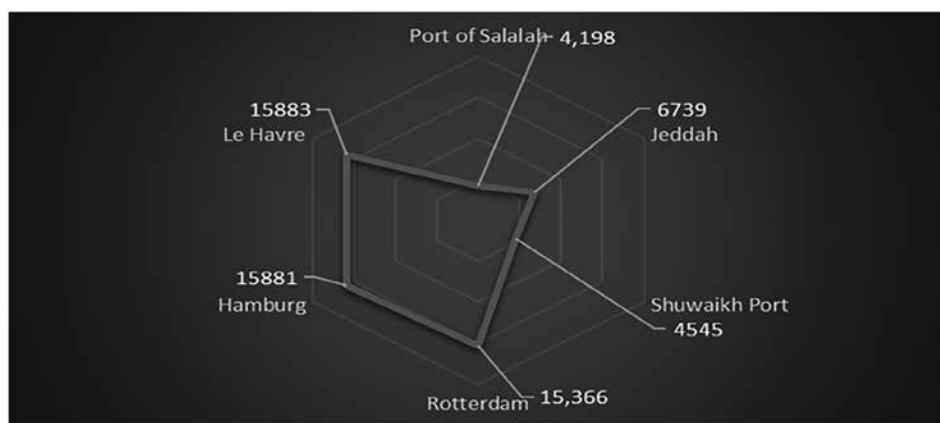 Port of Salalah 4,198
15883
Le Havre
6739
Jeddah
15881
Hamburg
Shuwaikh Port
4545
Rotterdam 15,366